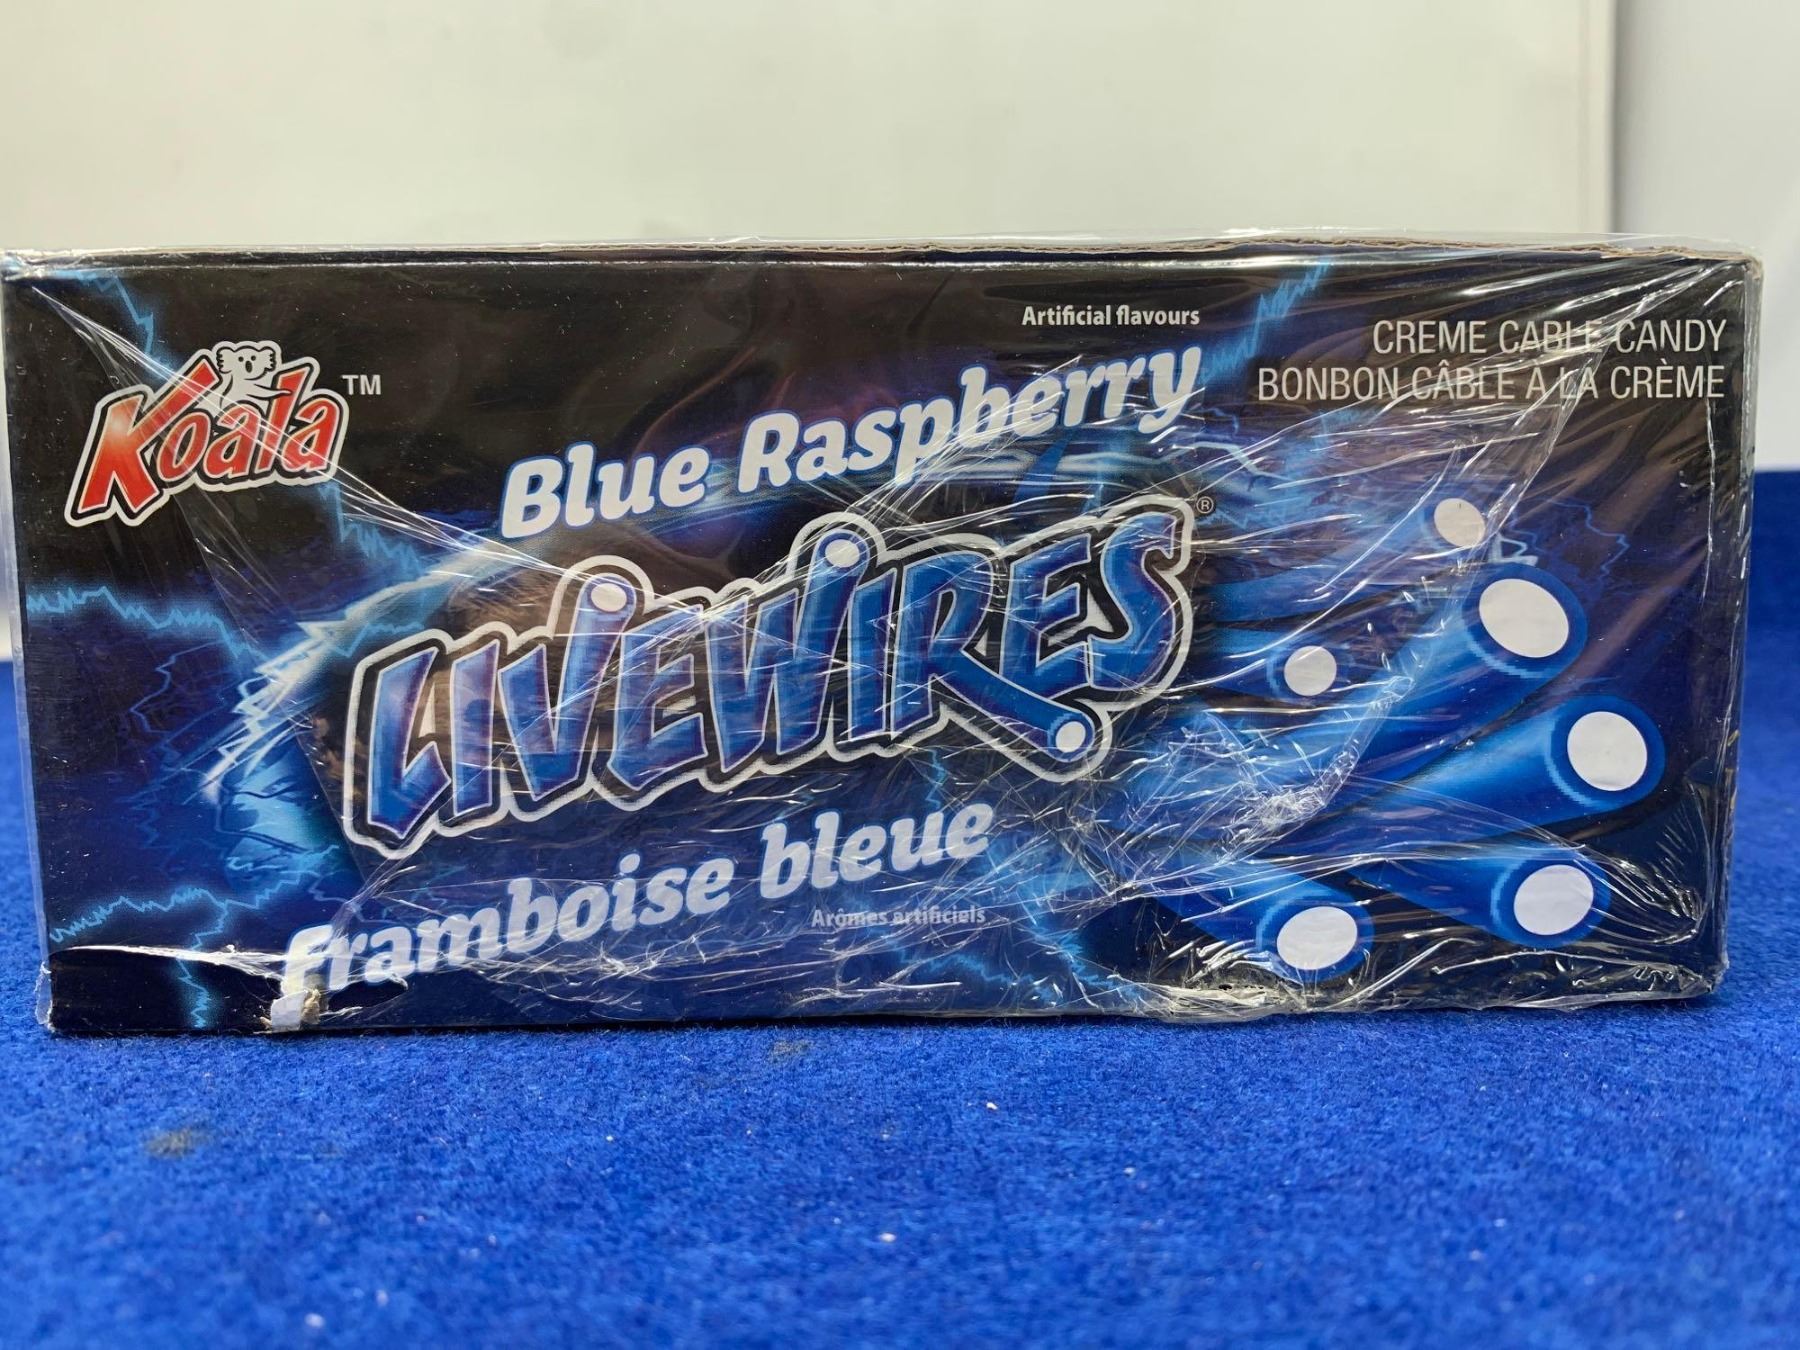 Artificial flavours
CREME CABLE CANDY
BONBON CÂBLE À LA CRÈME
Koala™
Blue Raspberry
LIVEWIRES®
Framboise bleue
Arômes artificiels